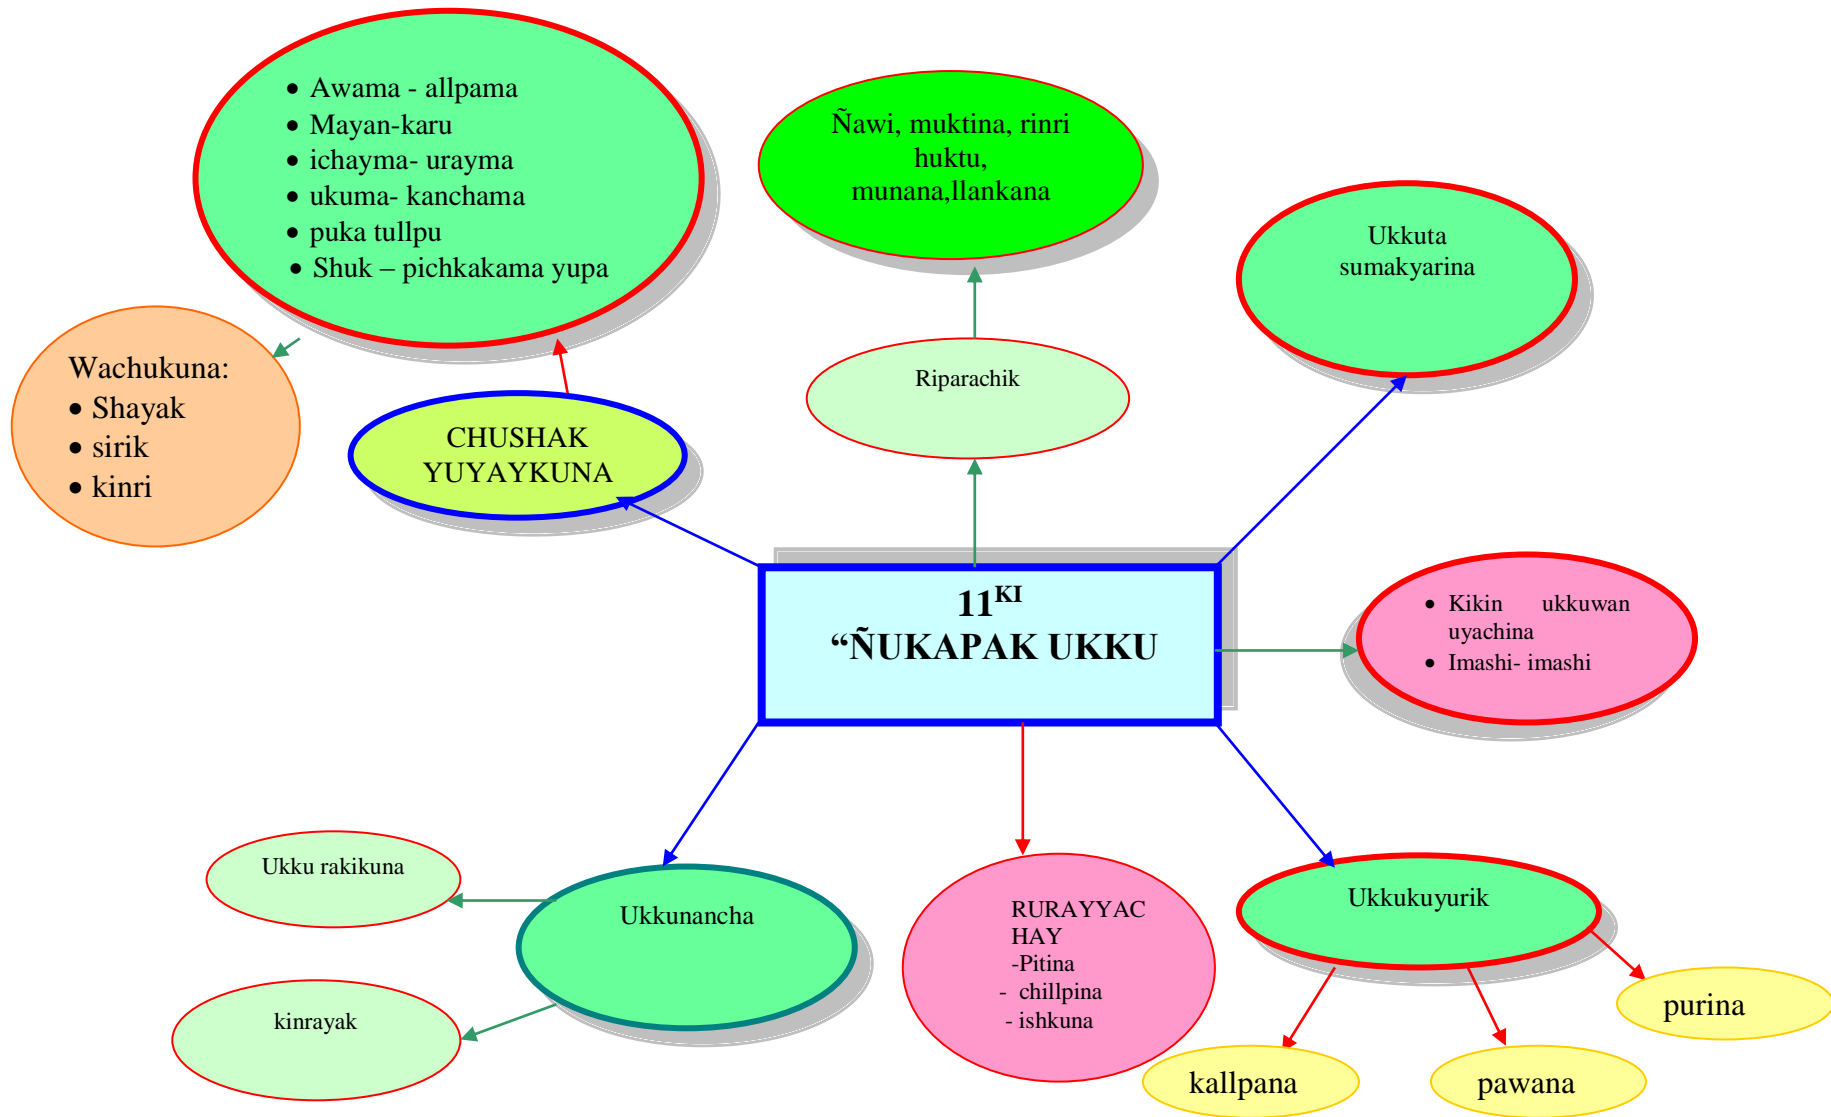 • Awama - allpama
• Mayan-karu
• ichayma- urayma
• ukuma- kanchama
• puka tullpu
• Shuk – pichkakama yupa
Ñawi, muktina, rinri
huktu,
munana,llankana
Ukkuta
sumakyarina
Wachukuna:
• Shayak
• sirik
• kinri
CHUSHAK
YUYAYKUNA
Riparachik
11KI
“ÑUKAPAK UKKU
• Kikin ukkuwan
uyachina
• Imashi- imashi
Ukku rakikuna
Ukkunancha
kinrayak
RURAYYAC
HAY
-Pitina
- chillpina
- ishkuna
Ukkukuyurik
purina
kallpana
pawana